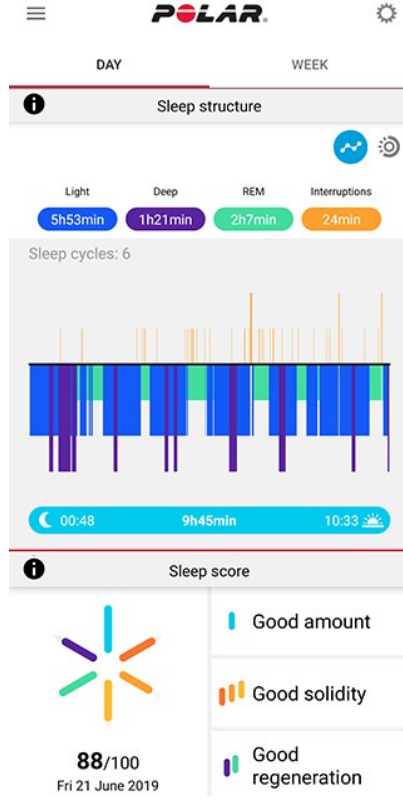 POLAR.
DAY WEEK
Sleep structure
Light Deep REM Interruptions
5h53min 1h21min 2h7min 24min
Sleep cycles: 6
00:48 9h45min 10:33
Sleep score
Good amount
Good solidity
88/100
Fri 21 June 2019
Good
regeneration